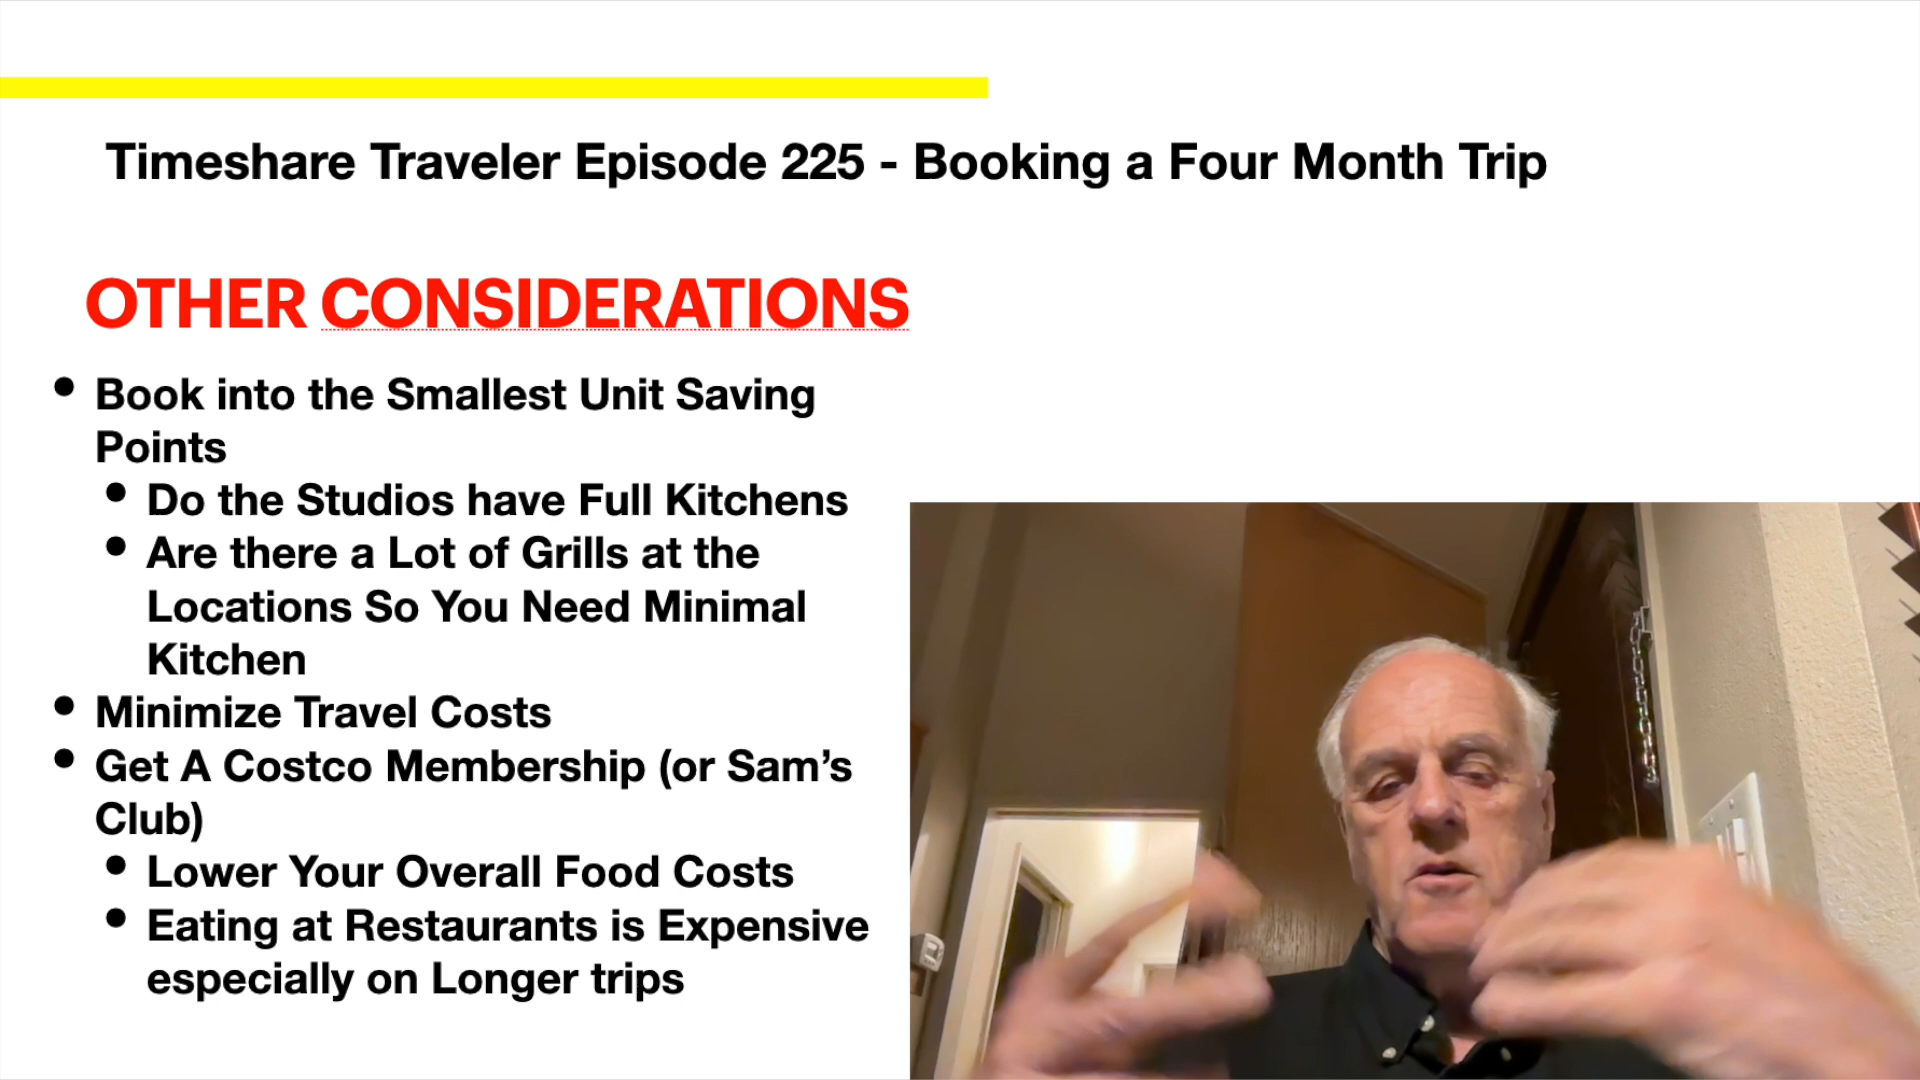 Timeshare Traveler Episode 225 - Booking a Four Month Trip
OTHER CONSIDERATIONS
• Book into the Smallest Unit Saving
Points
• Do the Studios have Full Kitchens
• Are there a Lot of Grills at the
Locations So You Need Minimal
Kitchen
• Minimize Travel Costs
• Get A Costco Membership (or Sam’s
Club)
• Lower Your Overall Food Costs
• Eating at Restaurants is Expensive
especially on Longer trips